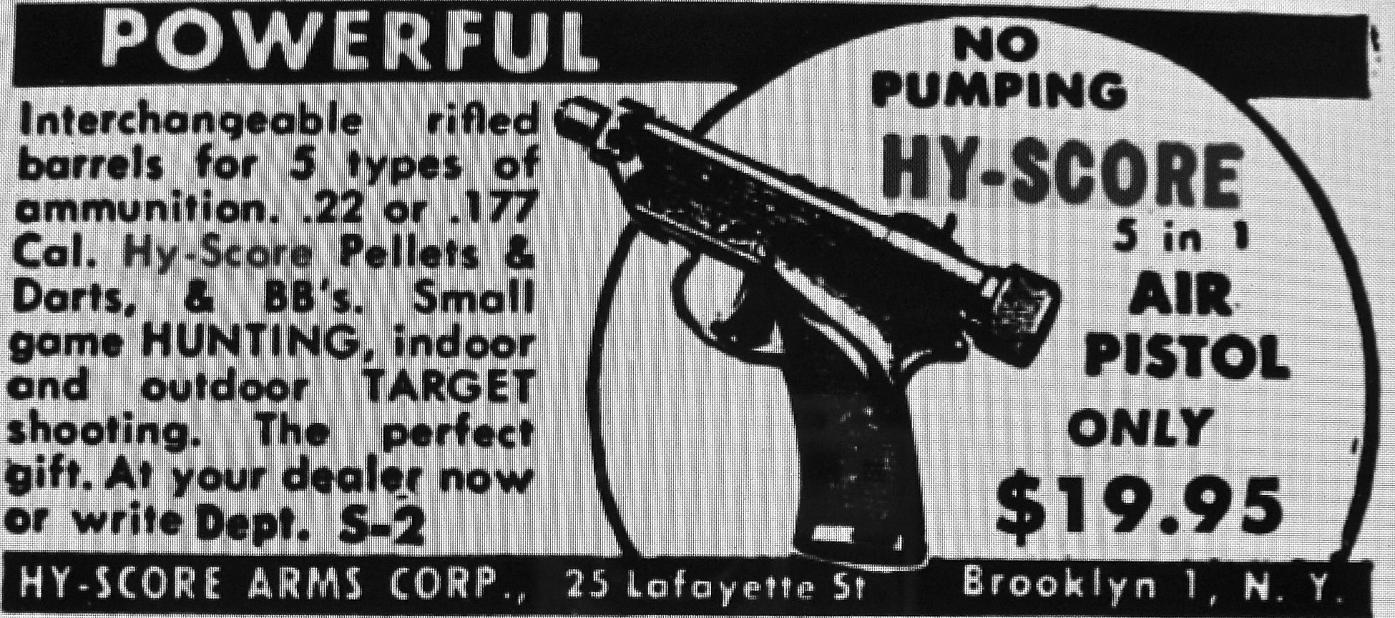 POWERFUL
Interchangeable rifled
barrels for 5 types of
ammunition. .22 or .177
Cal. Hy-Score Pellets &
Darts, & BB's. Small
game HUNTING, indoor
and outdoor TARGET
shooting. The perfect
gift. At your dealer now
or write Dept. S-2
NO
PUMPING
HY-SCORE
5 in 1
AIR
PISTOL
ONLY
$19.95
HY-SCORE ARMS CORP., 25 Lafayette St Brooklyn 1, N. Y.